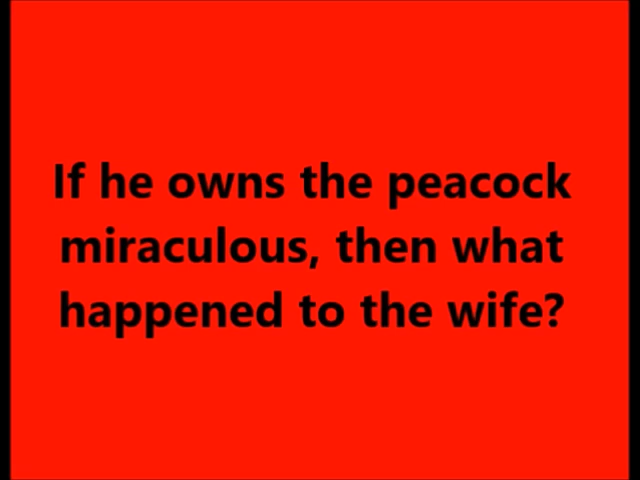 If he owns the peacock
miraculous, then what
happened to the wife?